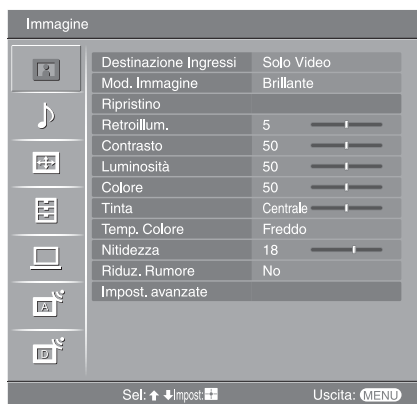 Immagine
Destinazione Ingressi Solo Video
Mod. Immagine Brillante
Ripristino
Retroillum. 5
Contrasto 50
Luminosità 50
Colore 50
Tinta Centrale
Temp. Colore Freddo
Nitidezza 18
Riduz. Rumore No
Impost. avanzate
A
D
Sel: Impost: Uscita: MENU